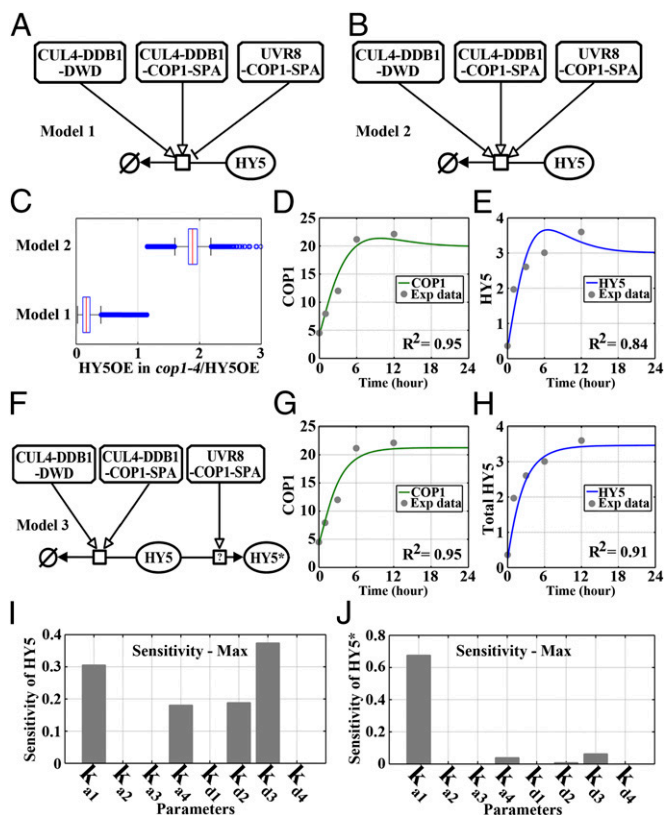 A
CUL4-DDB1 -DWD
CUL4-DDB1 -COP1-SPA
UVR8 -COP1-SPA
Model 1
HY5
B
CUL4-DDB1 -DWD
CUL4-DDB1 -COP1-SPA
UVR8 -COP1-SPA
Model 2
HY5
C
Model 2
Model 1
0 1 2 3
HY5OE in cop1-4/HY5OE
D
COP1
25
20
15
10
5
0
COP1
Exp data
R²= 0.95
0 6 12 18 24
Time (hour)
E
HY5
4
3
2
1
0
HY5
Exp data
R²= 0.84
0 6 12 18 24
Time (hour)
F
CUL4-DDB1 -DWD
CUL4-DDB1 -COP1-SPA
UVR8 -COP1-SPA
Model 3
HY5
?
HY5*
G
COP1
25
20
15
10
5
0
COP1
Exp data
R²= 0.95
0 6 12 18 24
Time (hour)
H
Total HY5
4
3
2
1
0
HY5
Exp data
R²= 0.91
0 6 12 18 24
Time (hour)
I
Sensitivity of HY5
0.4
0.3
0.2
0.1
0
Sensitivity - Max
ka1 ka2 ka3 ka4 kd1 kd2 kd3 kd4
Parameters
J
Sensitivity of HY5*
0.8
0.6
0.4
0.2
0
Sensitivity - Max
ka1 ka2 ka3 ka4 kd1 kd2 kd3 kd4
Parameters